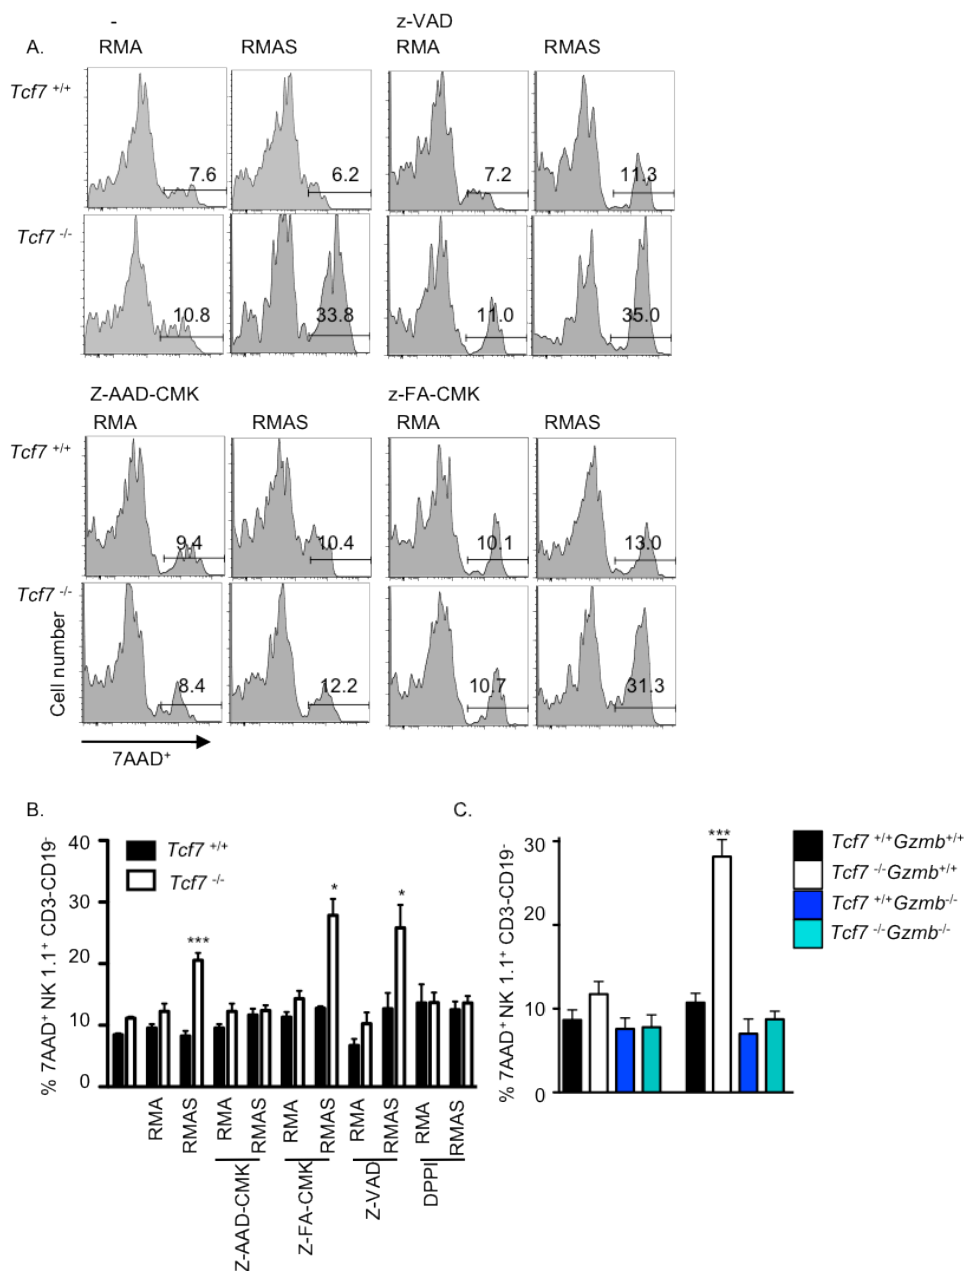 - z-VAD
A. RMA RMAS RMA RMAS
Tcf7 +/+
7.6 6.2 7.2 11.3
Tcf7 -/-
10.8 33.8 11.0 35.0
Z-AAD-CMK z-FA-CMK
RMA RMAS RMA RMAS
Tcf7 +/+
9.4 10.4 10.1 13.0
Tcf7 -/-
8.4 12.2 10.7 31.3
Cell number
7AAD+
B.
% 7AAD+ NK 1.1+ CD3-CD19-
40
30
20
10
0
Tcf7 +/+
Tcf7 -/-
*** * *
RMA RMAS RMA RMAS RMA RMAS RMA RMAS RMA RMAS
Z-AAD-CMK Z-FA-CMK Z-VAD DPPI
C.
% 7AAD+ NK 1.1+ CD3-CD19-
30
20
10
0
***
Tcf7 +/+Gzmb+/+
Tcf7 -/-Gzmb+/+
Tcf7 +/+Gzmb-/-
Tcf7 -/-Gzmb-/-